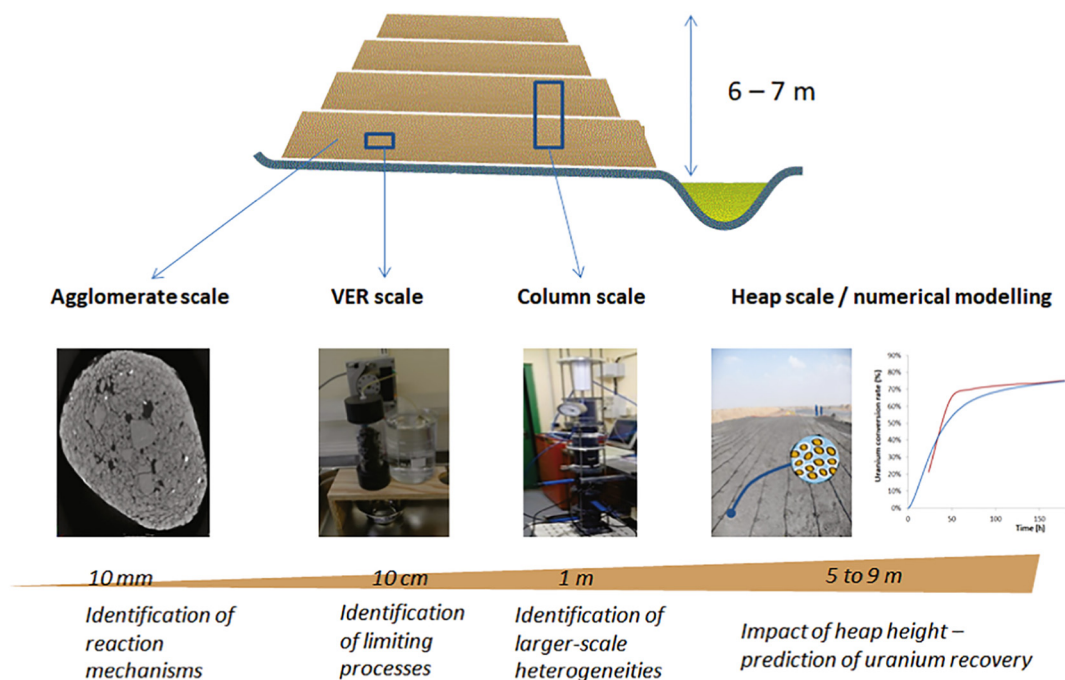 6 – 7 m
Agglomerate scale
VER scale
Column scale
Heap scale / numerical modelling
Uranium conversion rate [%]
90%
80%
70%
60%
50%
40%
30%
20%
10%
0%
0
50
100
150
Time [h]
10 mm
10 cm
1 m
5 to 9 m
Identification of
reaction
mechanisms
Identification
of limiting
processes
Identification of
larger-scale
heterogeneities
Impact of heap height –
prediction of uranium recovery